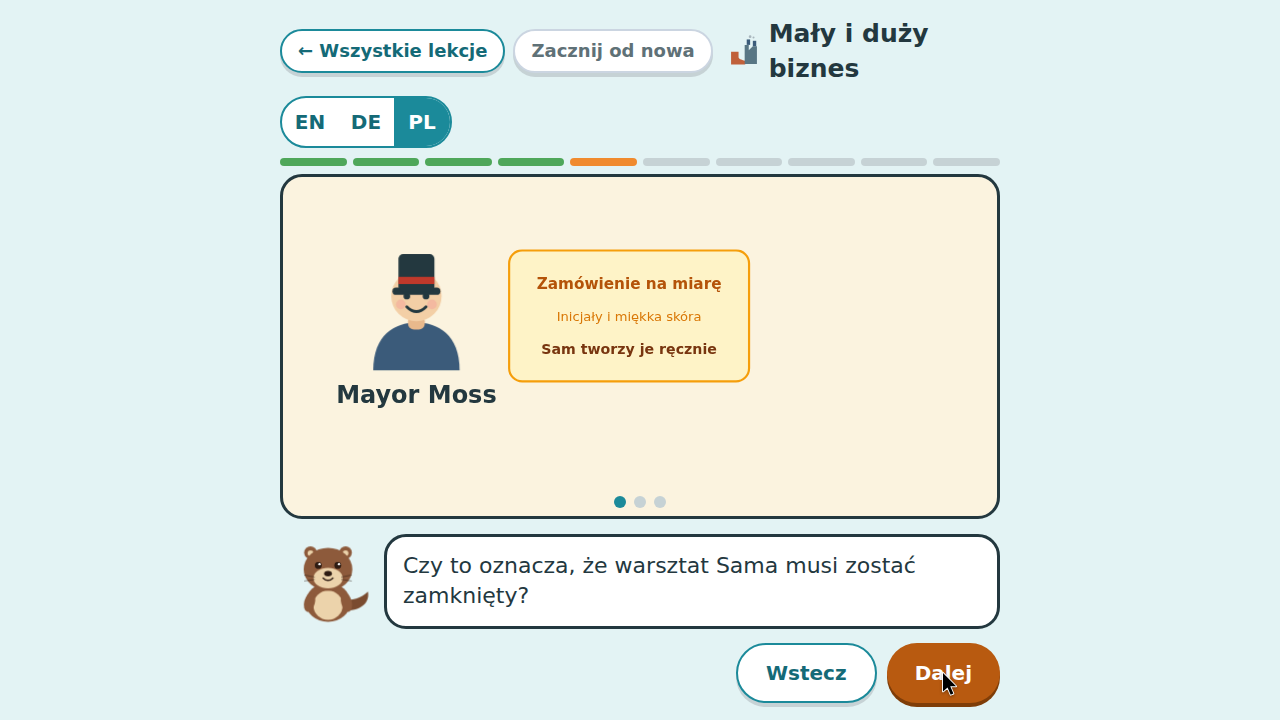 ← Wszystkie lekcje
Zacznij od nowa
Mały i duży
biznes
EN DE PL
Zamówienie na miarę
Inicjały i miękka skóra
Sam tworzy je ręcznie
Mayor Moss
Czy to oznacza, że warsztat Sama musi zostać
zamknięty?
Wstecz
Dalej